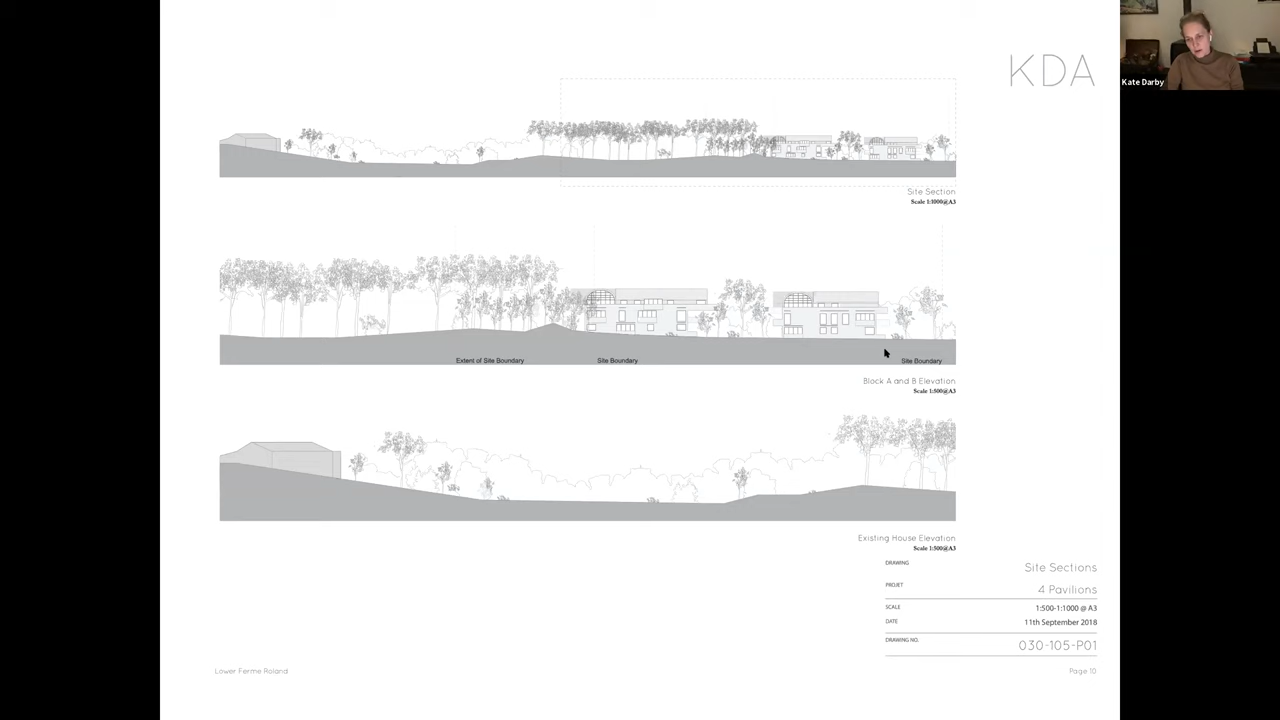 KDA
Kate Darby
Site Section
Scale 1:1000@A3
Extent of Site Boundary
Site Boundary
Site Boundary
Block A and B Elevation
Scale 1:500@A3
Existing House Elevation
Scale 1:500@A3
DRAWING
Site Sections
PROJET
4 Pavilions
SCALE
1:500-1:1000 @ A3
DATE
11th September 2018
DRAWING NO.
030-105-P01
Lower Ferme Roland
Page 10